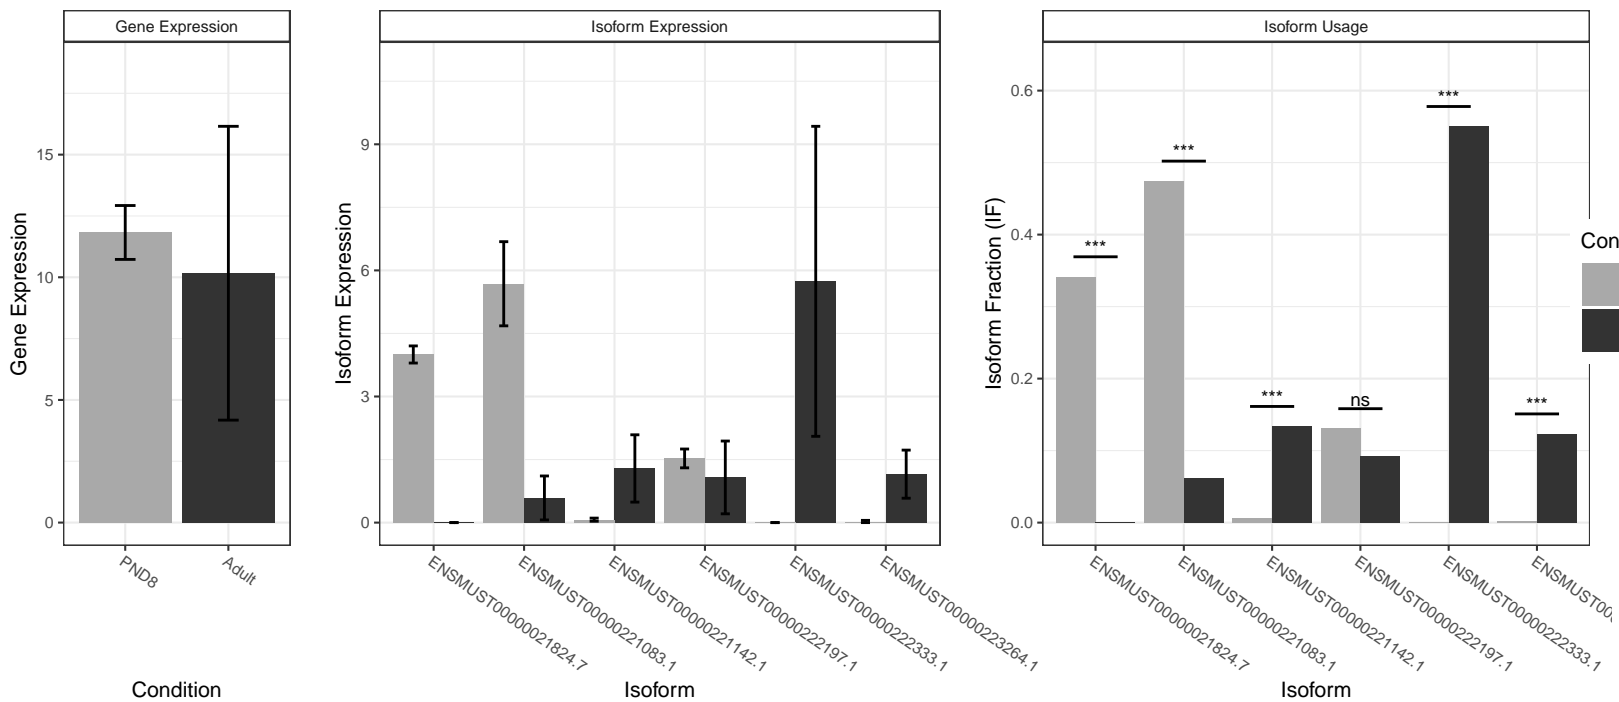 Gene Expression
Isoform Expression
Isoform Usage
Gene Expression
0
5
10
15
PND8
Adult
Condition
Isoform Expression
0
3
6
9
ENSMUST00000021824.7
ENSMUST00000221083.1
ENSMUST00000221142.1
ENSMUST00000222197.1
ENSMUST00000222333.1
ENSMUST00000223264.1
Isoform
Isoform Fraction (IF)
0.0
0.2
0.4
0.6
***
***
***
ns
***
***
ENSMUST00000021824.7
ENSMUST00000221083.1
ENSMUST00000221142.1
ENSMUST00000222197.1
ENSMUST00000222333.1
Isoform
Con